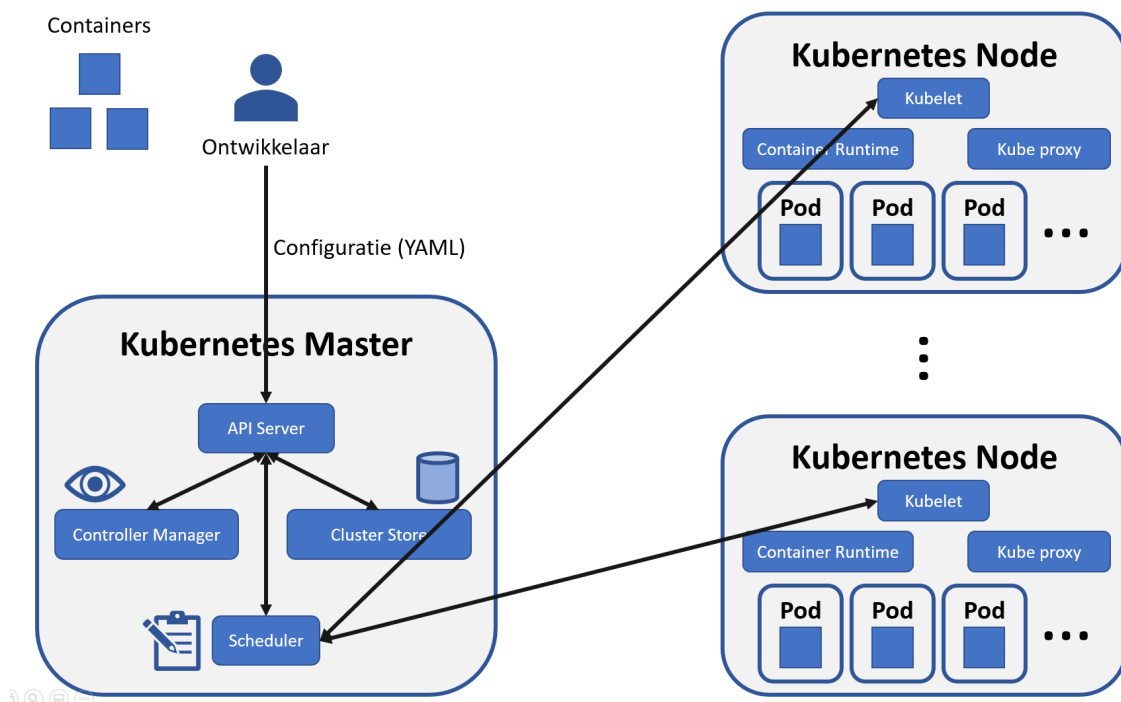 Containers
Ontwikkelaar
Configuratie (YAML)
Kubernetes Master
API Server
Controller Manager
Cluster Store
Scheduler
Kubernetes Node
Kubelet
Container Runtime
Kube proxy
Pod
Pod
Pod
Kubernetes Node
Kubelet
Container Runtime
Kube proxy
Pod
Pod
Pod